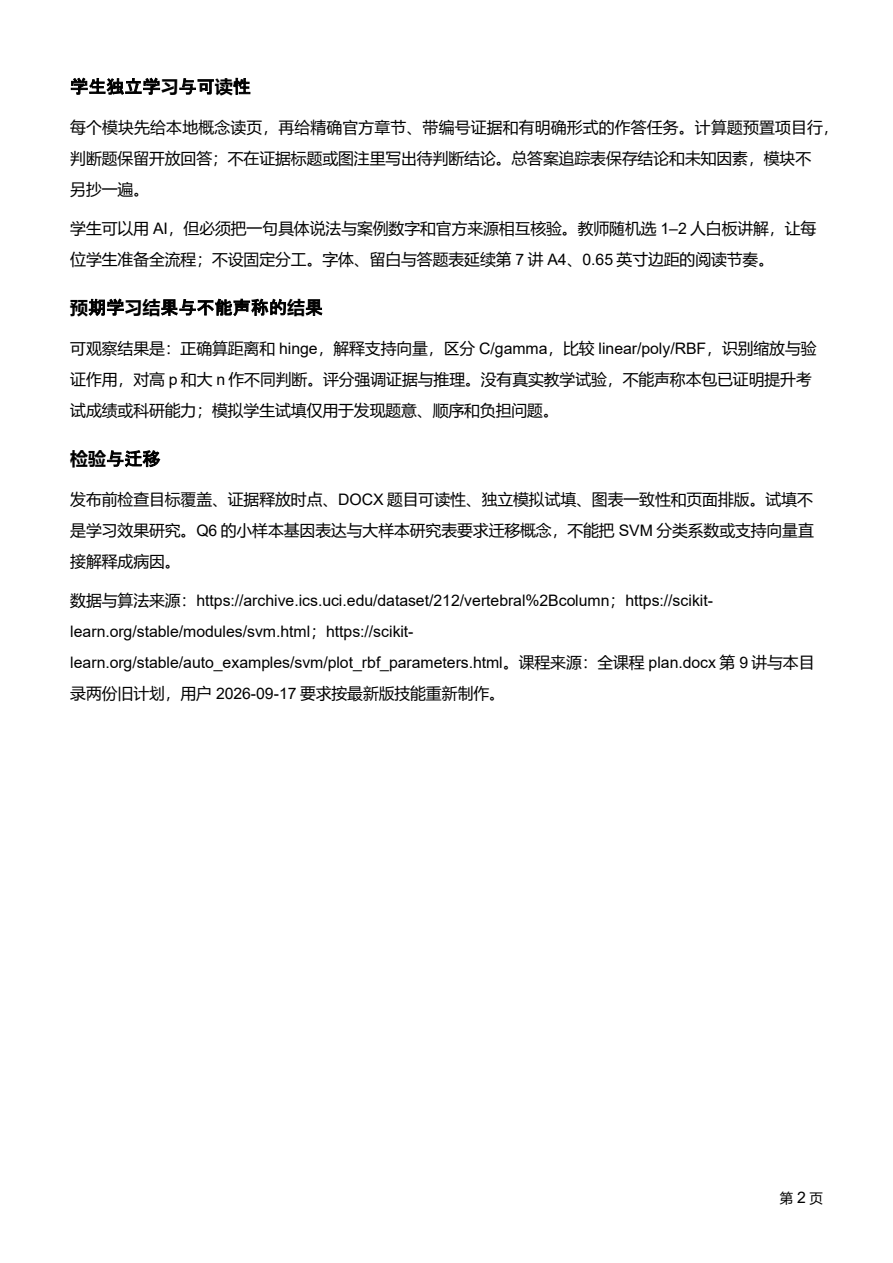 学生独立学习与可读性
每个模块先给本地概念读页，再给精确官方章节、带编号证据和有明确形式的作答任务。计算题预置项目行，
判断题保留开放回答；不在证据标题或图注里写出待判断结论。总答案追踪表保存结论和未知因素，模块不
另抄一遍。
学生可以用 AI，但必须把一句具体说法与案例数字和官方来源相互核验。教师随机选 1–2 人白板讲解，让每
位学生准备全流程；不设固定分工。字体、留白与答题表延续第 7 讲 A4、0.65 英寸边距的阅读节奏。
预期学习结果与不能声称的结果
可观察结果是：正确算距离和 hinge，解释支持向量，区分 C/gamma，比较 linear/poly/RBF，识别缩放与验
证作用，对高 p 和大 n 作不同判断。评分强调证据与推理。没有真实教学试验，不能声称本包已证明提升考
试成绩或科研能力；模拟学生试填仅用于发现题意、顺序和负担问题。
检验与迁移
发布前检查目标覆盖、证据释放时点、DOCX 题目可读性、独立模拟试填、图表一致性和页面排版。试填不
是学习效果研究。Q6 的小样本基因表达与大样本研究表要求迁移概念，不能把 SVM 分类系数或支持向量直
接解释成病因。
数据与算法来源：https://archive.ics.uci.edu/dataset/212/vertebral%2Bcolumn；https://scikit-
learn.org/stable/modules/svm.html；https://scikit-
learn.org/stable/auto_examples/svm/plot_rbf_parameters.html。课程来源：全课程 plan.docx 第 9 讲与本目
录两份旧计划，用户 2026-09-17 要求按最新版技能重新制作。
第 2 页